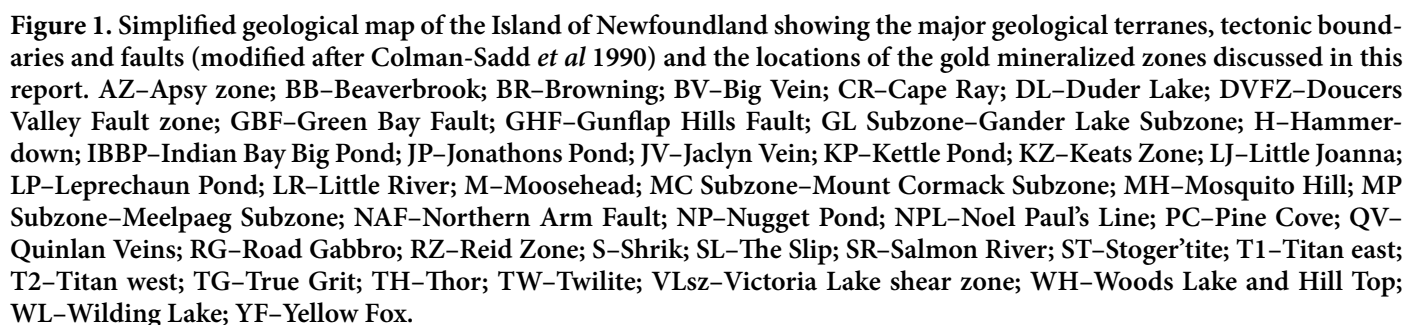 Figure 1. Simplified geological map of the Island of Newfoundland showing the major geological terranes, tectonic bound-
aries and faults (modified after Colman-Sadd et al 1990) and the locations of the gold mineralized zones discussed in this
report. AZ–Apsy zone; BB–Beaverbrook; BR–Browning; BV–Big Vein; CR–Cape Ray; DL–Duder Lake; DVFZ–Doucers
Valley Fault zone; GBF–Green Bay Fault; GHF–Gunflap Hills Fault; GL Subzone–Gander Lake Subzone; H–Hammer-
down; IBBP–Indian Bay Big Pond; JP–Jonathons Pond; JV–Jaclyn Vein; KP–Kettle Pond; KZ–Keats Zone; LJ–Little Joanna;
LP–Leprechaun Pond; LR–Little River; M–Moosehead; MC Subzone–Mount Cormack Subzone; MH–Mosquito Hill; MP
Subzone–Meelpaeg Subzone; NAF–Northern Arm Fault; NP–Nugget Pond; NPL–Noel Paul's Line; PC–Pine Cove; QV–
Quinlan Veins; RG–Road Gabbro; RZ–Reid Zone; S–Shrik; SL–The Slip; SR–Salmon River; ST–Stoger'tite; T1–Titan east;
T2–Titan west; TG–True Grit; TH–Thor; TW–Twilite; VLsz–Victoria Lake shear zone; WH–Woods Lake and Hill Top;
WL–Wilding Lake; YF–Yellow Fox.